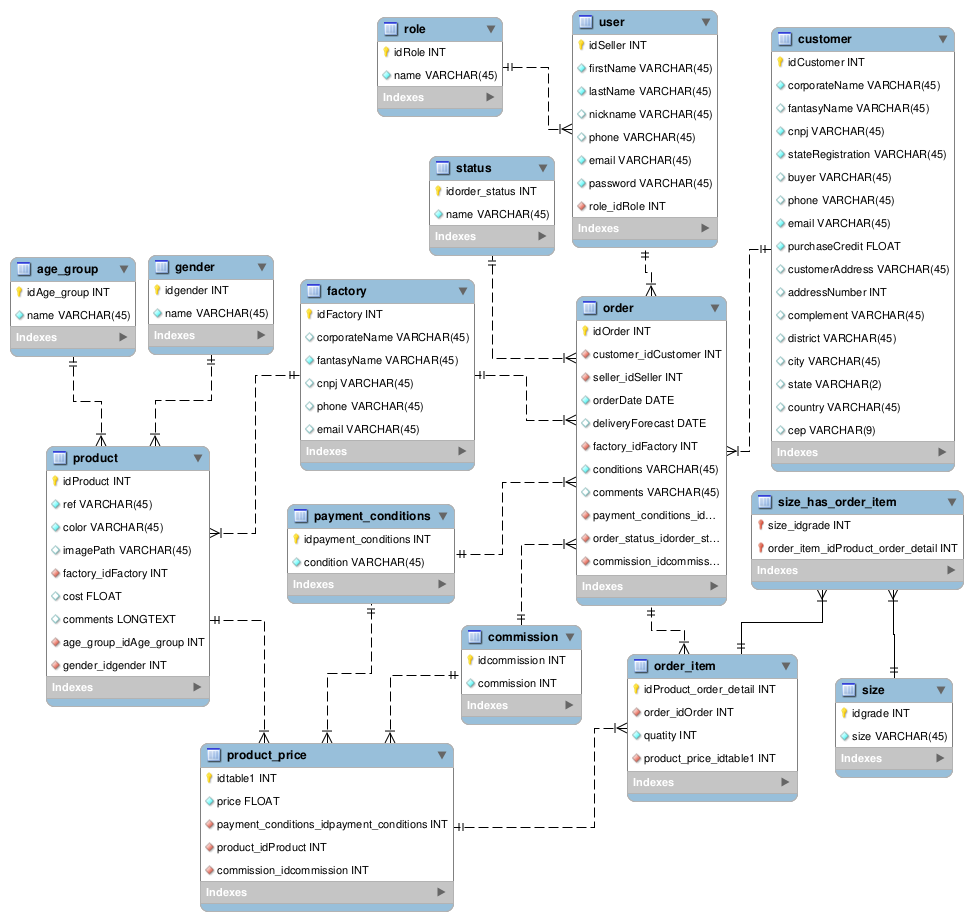 role
idRole INT
name VARCHAR(45)
Indexes
user
idSeller INT
firstName VARCHAR(45)
lastName VARCHAR(45)
nickname VARCHAR(45)
phone VARCHAR(45)
email VARCHAR(45)
password VARCHAR(45)
role_idRole INT
Indexes
customer
idCustomer INT
corporateName VARCHAR(45)
fantasyName VARCHAR(45)
cnpj VARCHAR(45)
stateRegistration VARCHAR(45)
buyer VARCHAR(45)
phone VARCHAR(45)
email VARCHAR(45)
purchaseCredit FLOAT
customerAddress VARCHAR(45)
addressNumber INT
complement VARCHAR(45)
district VARCHAR(45)
city VARCHAR(45)
state VARCHAR(2)
country VARCHAR(45)
cep VARCHAR(9)
Indexes
status
idorder_status INT
name VARCHAR(45)
Indexes
age_group
idAge_group INT
name VARCHAR(45)
Indexes
gender
idgender INT
name VARCHAR(45)
Indexes
factory
idFactory INT
corporateName VARCHAR(45)
fantasyName VARCHAR(45)
cnpj VARCHAR(45)
phone VARCHAR(45)
email VARCHAR(45)
Indexes
order
idOrder INT
customer_idCustomer INT
seller_idSeller INT
orderDate DATE
deliveryForecast DATE
factory_idFactory INT
conditions VARCHAR(45)
comments VARCHAR(45)
payment_conditions_id...
order_status_idorder_st...
commission_idcommiss...
Indexes
product
idProduct INT
ref VARCHAR(45)
color VARCHAR(45)
imagePath VARCHAR(45)
factory_idFactory INT
cost FLOAT
comments LONGTEXT
age_group_idAge_group INT
gender_idgender INT
Indexes
payment_conditions
idpayment_conditions INT
condition VARCHAR(45)
Indexes
size_has_order_item
size_idgrade INT
order_item_idProduct_order_detail INT
Indexes
commission
idcommission INT
commission INT
Indexes
order_item
idProduct_order_detail INT
order_idOrder INT
quatity INT
product_price_idtable1 INT
Indexes
size
idgrade INT
size VARCHAR(45)
Indexes
product_price
idtable1 INT
price FLOAT
payment_conditions_idpayment_conditions INT
product_idProduct INT
commission_idcommission INT
Indexes